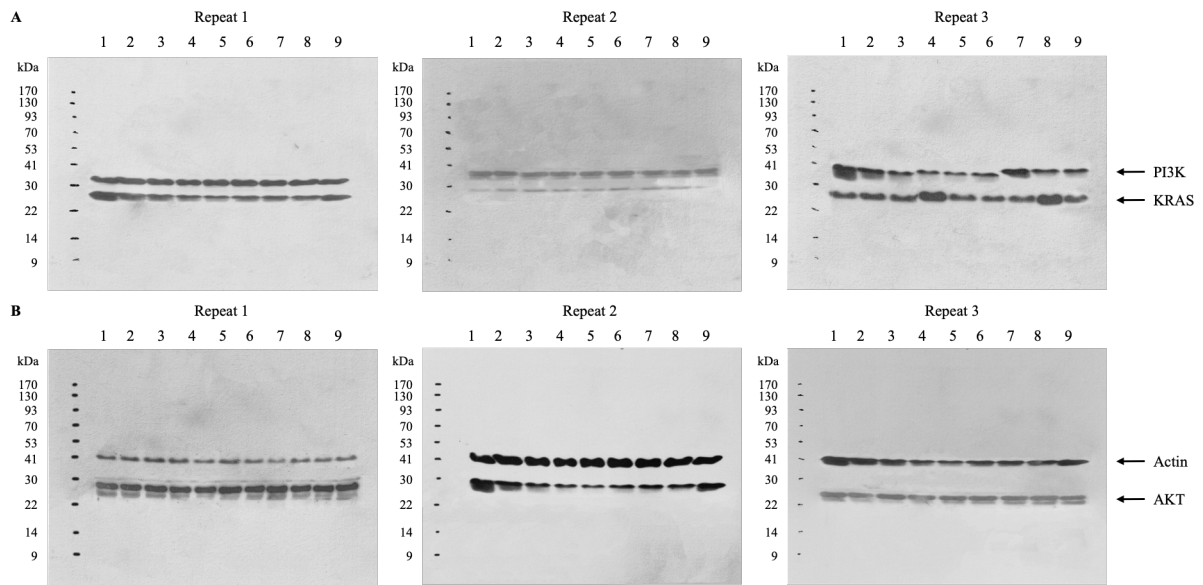 A Repeat 1 Repeat 2 Repeat 3
1 2 3 4 5 6 7 8 9 1 2 3 4 5 6 7 8 9 1 2 3 4 5 6 7 8 9
kDa kDa kDa
170 170 170
130 130 130
93 93 93
70 70 70
53 53 53
41 41 41 PI3K
30 30 30
22 22 22 KRAS
14 14 14
9 9 9
B Repeat 1 Repeat 2 Repeat 3
1 2 3 4 5 6 7 8 9 1 2 3 4 5 6 7 8 9 1 2 3 4 5 6 7 8 9
kDa kDa kDa
170 170 170
130 130 130
93 93 93
70 70 70
53 53 53
41 41 41 Actin
30 30 30
22 22 22 AKT
14 14 14
9 9 9